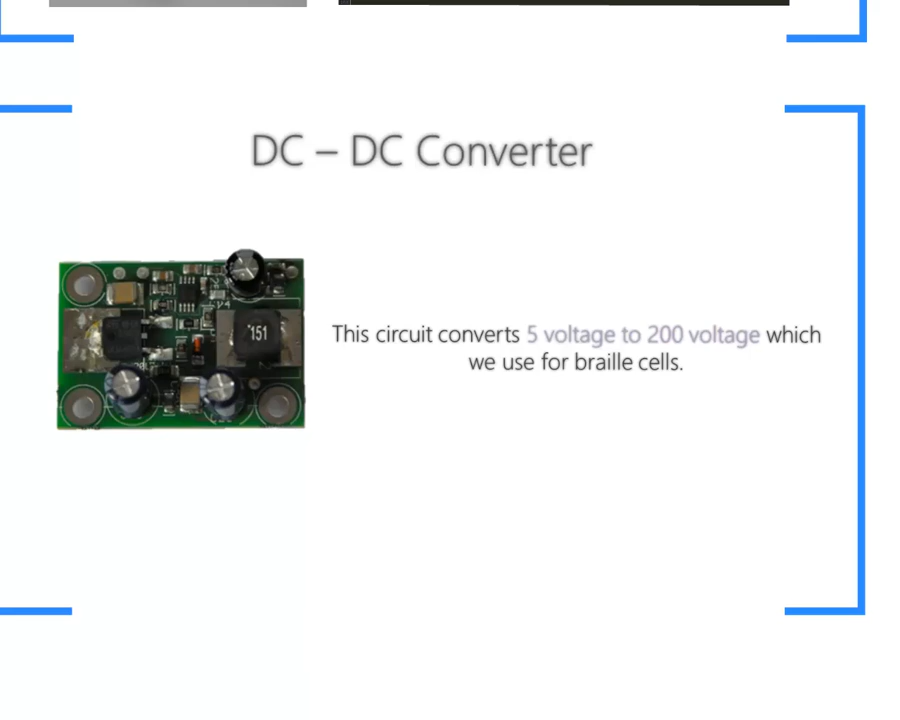 DC – DC Converter
151
This circuit converts 5 voltage to 200 voltage which
we use for braille cells.